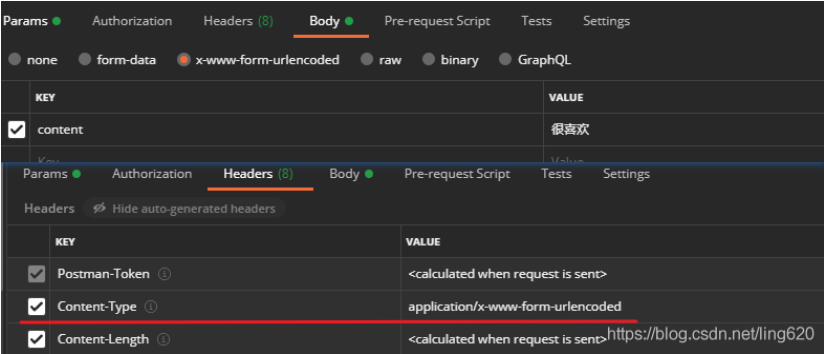 Params Authorization Headers (8) Body Pre-request Script Tests Settings
none form-data x-www-form-urlencoded raw binary GraphQL
KEY VALUE
content 很喜欢
Key Value
Params Authorization Headers (8) Body Pre-request Script Tests Settings
Headers Hide auto-generated headers
KEY VALUE
Postman-Token <calculated when request is sent>
Content-Type application/x-www-form-urlencoded
Content-Length <calculated when request is sent>
https://blog.csdn.net/ling620